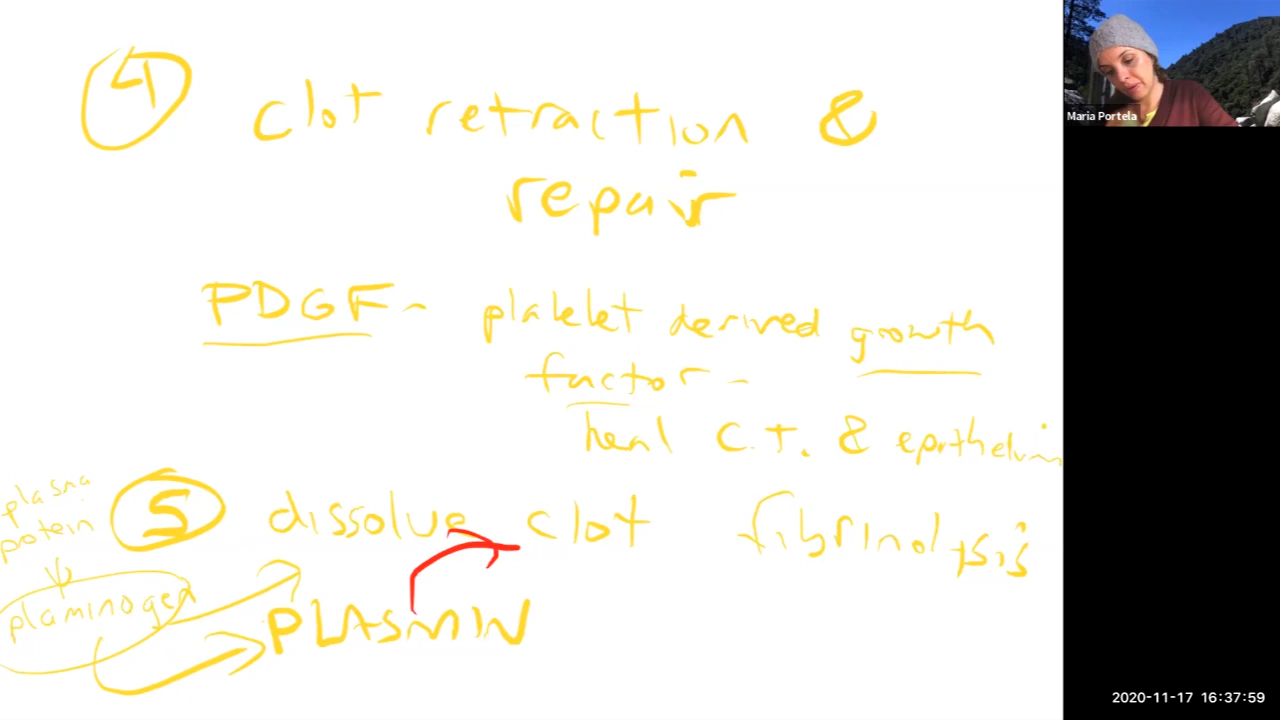 4 clot retraction &
repair
PDGF - platelet derived growth
factor -
heal C.T. & epithelium
plasma
potein
5 dissolve clot fibrinolysis
plaminogen
PLASMIN
Maria Portela
2020-11-17 16:37:59